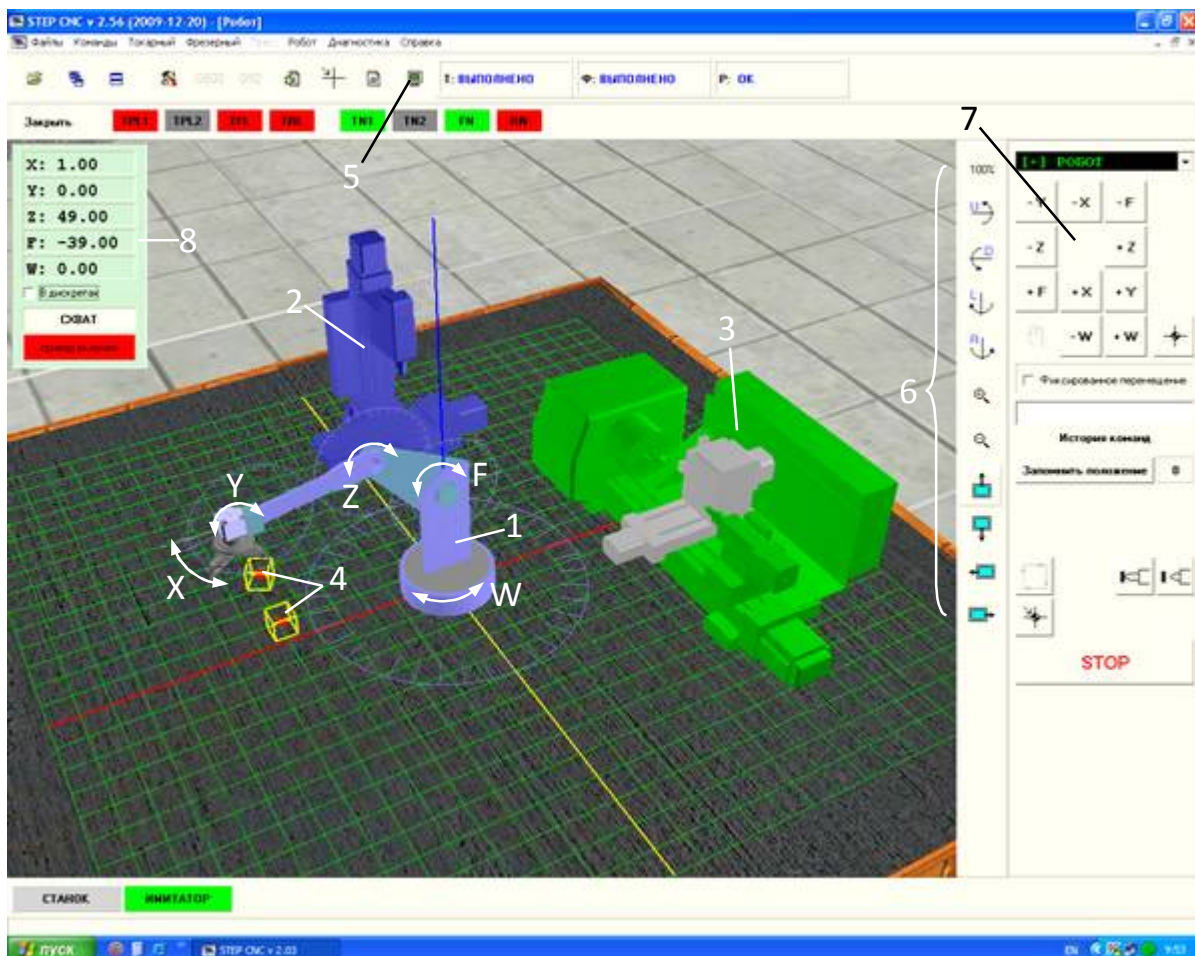 STEP CNC v 2.56 (2009-12-20) - [Робот]
Файлы Команды Токарный Фрезерный Робот Диагностика Справка
T: ВЫПОЛНЕНО Ф: ВЫПОЛНЕНО Р: ОК
Закрыть TPL1 TPL2 TN1 TN2 FN
7
5
X: 1.00
Y: 0.00
Z: 49.00
F: -39.00
W: 0.00
В дискретах
СХВАТ
8
2
3
6
F
Z
Y
1
X
4
W
100%
U
D
L
R
[+] РОБОТ
-Y -X -F
-Z +Z
+F +X +Y
-W +W
Фиксированное перемещение
История команд
Запомнить положение 0
STOP
СТАНОК ИМИТАТОР
пуск STEP CNC v 2.03 EN 9:53